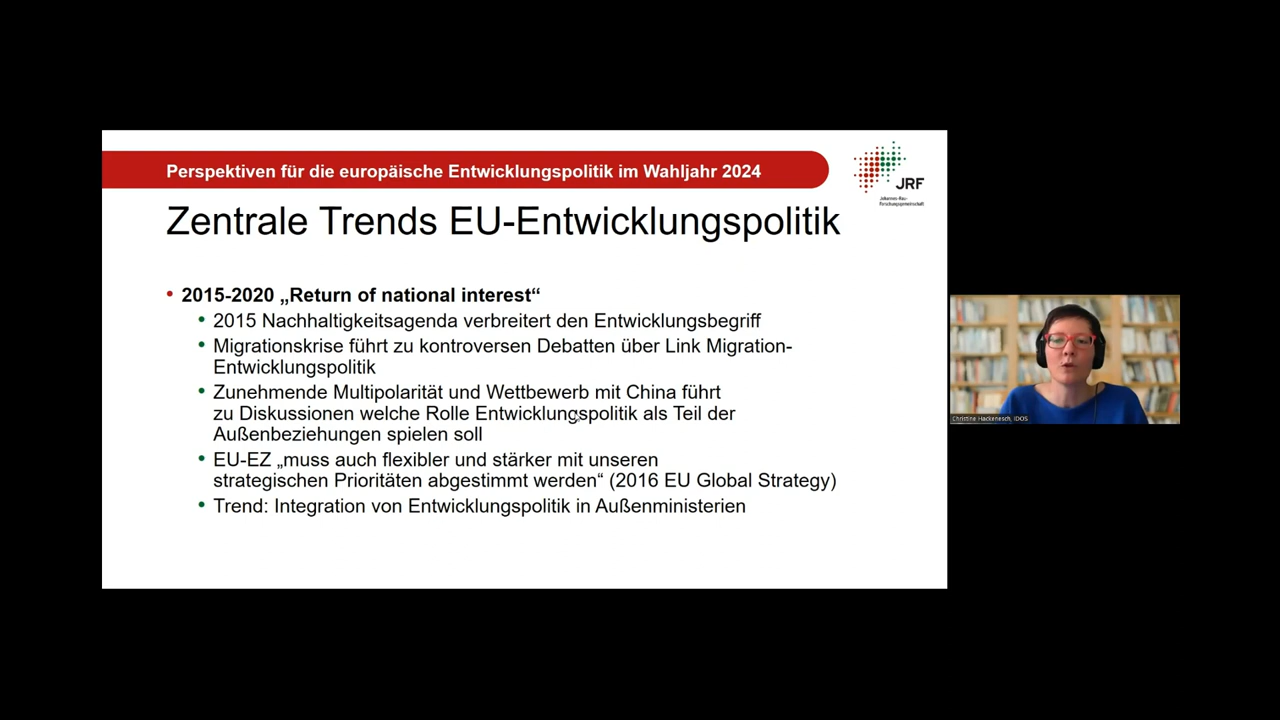 Perspektiven für die europäische Entwicklungspolitik im Wahljahr 2024
JRF
Johannes-Rau-
Forschungsgemeinschaft
Zentrale Trends EU-Entwicklungspolitik
• 2015-2020 „Return of national interest“
• 2015 Nachhaltigkeitsagenda verbreitert den Entwicklungsbegriff
• Migrationskrise führt zu kontroversen Debatten über Link Migration-
Entwicklungspolitik
• Zunehmende Multipolarität und Wettbewerb mit China führt
zu Diskussionen welche Rolle Entwicklungspolitik als Teil der
Außenbeziehungen spielen soll
• EU-EZ „muss auch flexibler und stärker mit unseren
strategischen Prioritäten abgestimmt werden“ (2016 EU Global Strategy)
• Trend: Integration von Entwicklungspolitik in Außenministerien
Christine Hackenesch, IDOS